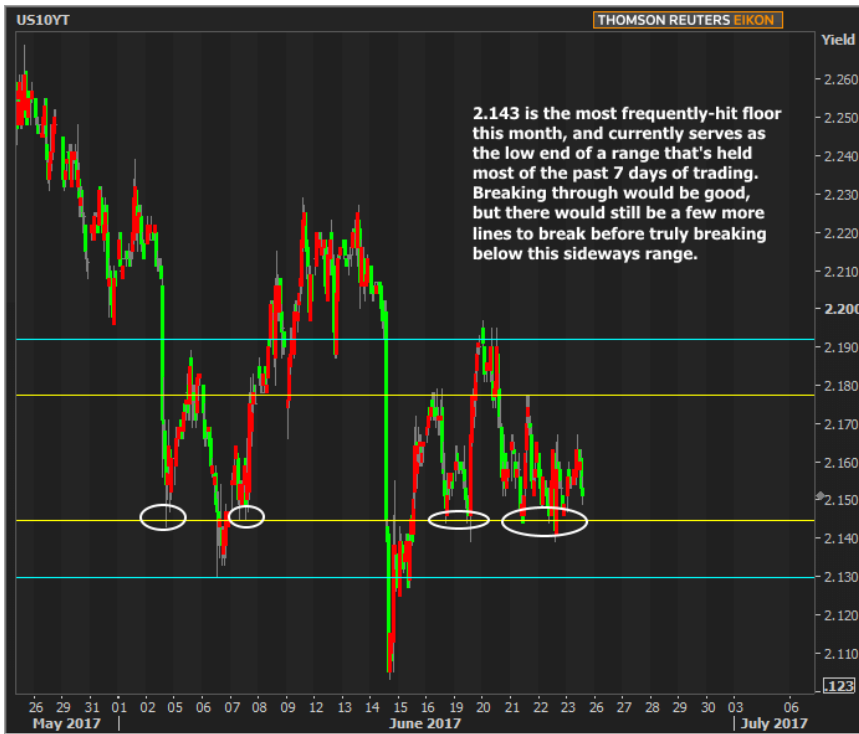 US10YT
THOMSON REUTERS EIKON
Yield
2.143 is the most frequently-hit floor
this month, and currently serves as
the low end of a range that's held
most of the past 7 days of trading.
Breaking through would be good,
but there would still be a few more
lines to break before truly breaking
below this sideways range.
2.260
2.250
2.240
2.230
2.220
2.210
2.200
2.190
2.180
2.170
2.160
2.150
2.140
2.130
2.120
2.110
.123
26 29 31 01 02 05 06 07 08 09 12 13 14 15 16 19 20 21 22 23 26 27 28 29 30 03 06
May 2017 June 2017 July 2017